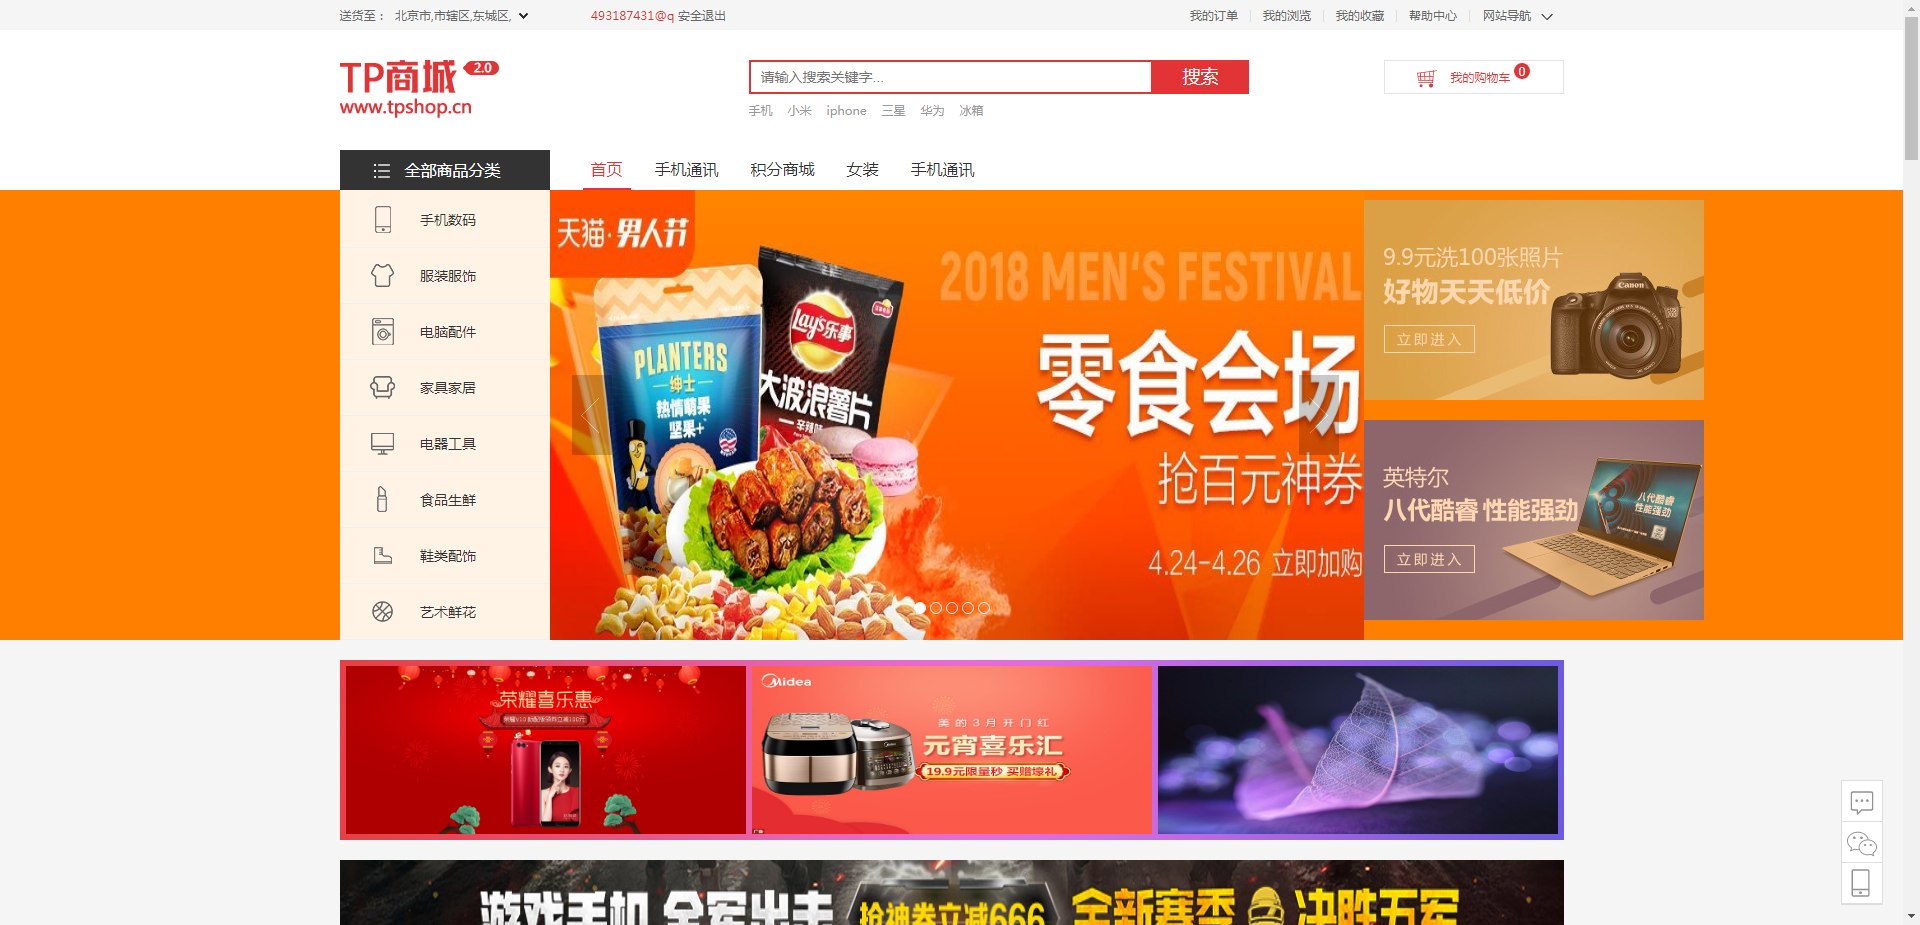 送货至： 北京市,市辖区,东城区, 493187431@q 安全退出 我的订单 我的浏览 我的收藏 帮助中心 网站导航
TP商城 2.0
www.tpshop.cn
请输入搜索关键字... 搜索
我的购物车 0
手机 小米 iphone 三星 华为 冰箱
全部商品分类 首页 手机通讯 积分商城 女装 手机通讯
手机数码
服装服饰
电脑配件
家具家居
电器工具
食品生鲜
鞋类配饰
艺术鲜花
天猫·男人节
2018 MEN'S FESTIVAL
零食会场
抢百元神券
4.24-4.26 立即加购
PLANTERS
绅士
热情萌果
坚果+
Lay's乐事
大波浪薯片
辛辣味
9.9元洗100张照片
好物天天低价
立即进入
Canon
英特尔
八代酷睿 性能强劲
立即进入
八代酷睿
性能强劲
荣耀喜乐惠
Midea
美的3月开门红
元宵喜乐汇
19.9元限量秒 买赠壕礼
游戏手机 全军出击
抢神券立减666
全新赛季 决胜五军